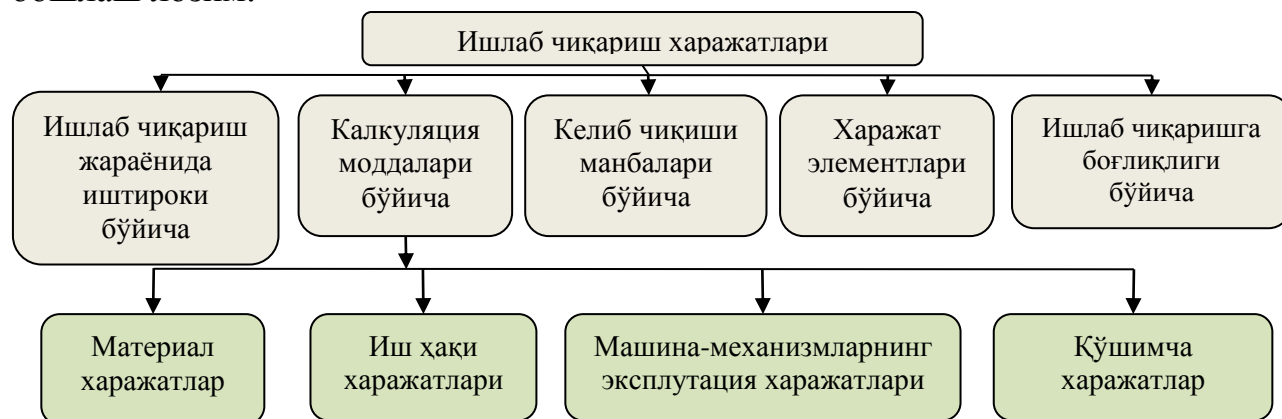 Ишлаб чиқариш харажатлари
Ишлаб чиқариш
жараёнида
иштироки
бўйича
Калкуляция
моддалари
бўйича
Келиб чиқиши
манбалари
бўйича
Харажат
элементлари
бўйича
Ишлаб чиқаришга
боғлиқлиги
бўйича
Материал
харажатлар
Иш ҳақи
харажатлари
Машина-механизмларнинг
эксплутация харажатлари
Қўшимча
харажатлар